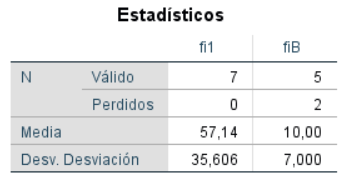 Estadísticos
fi1 fiB
N Válido 7 5
Perdidos 0 2
Media 57,14 10,00
Desv. Desviación 35,606 7,000